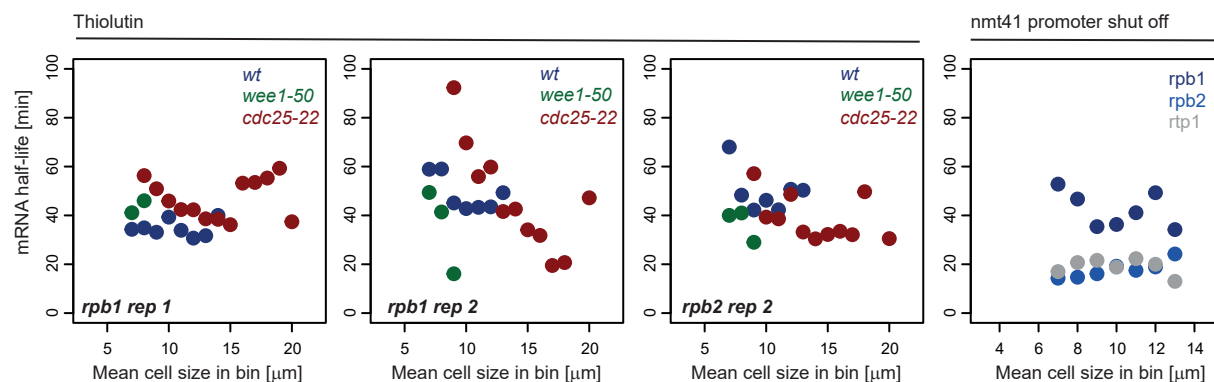 Thiolutin
nmt41 promoter shut off
mRNA half-life [min]
0 20 40 60 80 100
wt
wee1-50
cdc25-22
rpb1 rep 1
5 10 15 20
Mean cell size in bin [μm]
0 20 40 60 80 100
wt
wee1-50
cdc25-22
rpb1 rep 2
5 10 15 20
Mean cell size in bin [μm]
0 20 40 60 80 100
wt
wee1-50
cdc25-22
rpb2 rep 2
5 10 15 20
Mean cell size in bin [μm]
0 20 40 60 80 100
rpb1
rpb2
rtp1
4 6 8 10 12 14
Mean cell size in bin [μm]